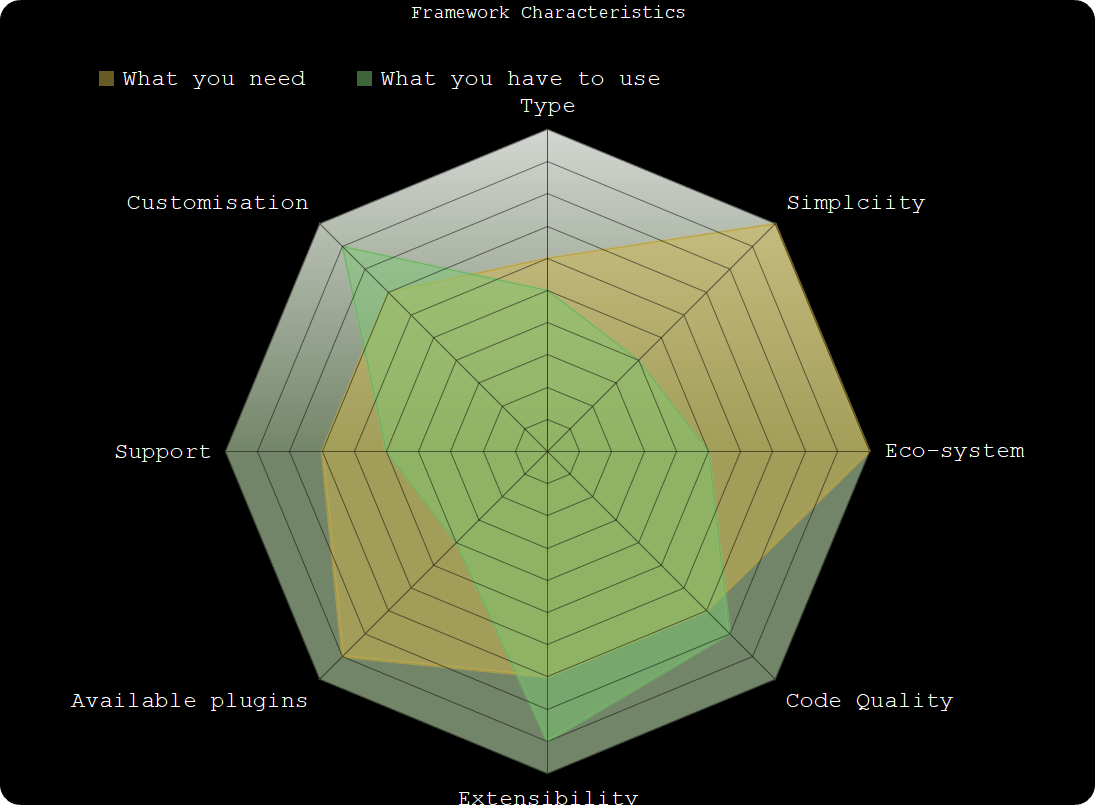 Framework Characteristics
What you need
What you have to use
Type
Customisation
Simplciity
Support
Eco-system
Available plugins
Code Quality
Extensibility